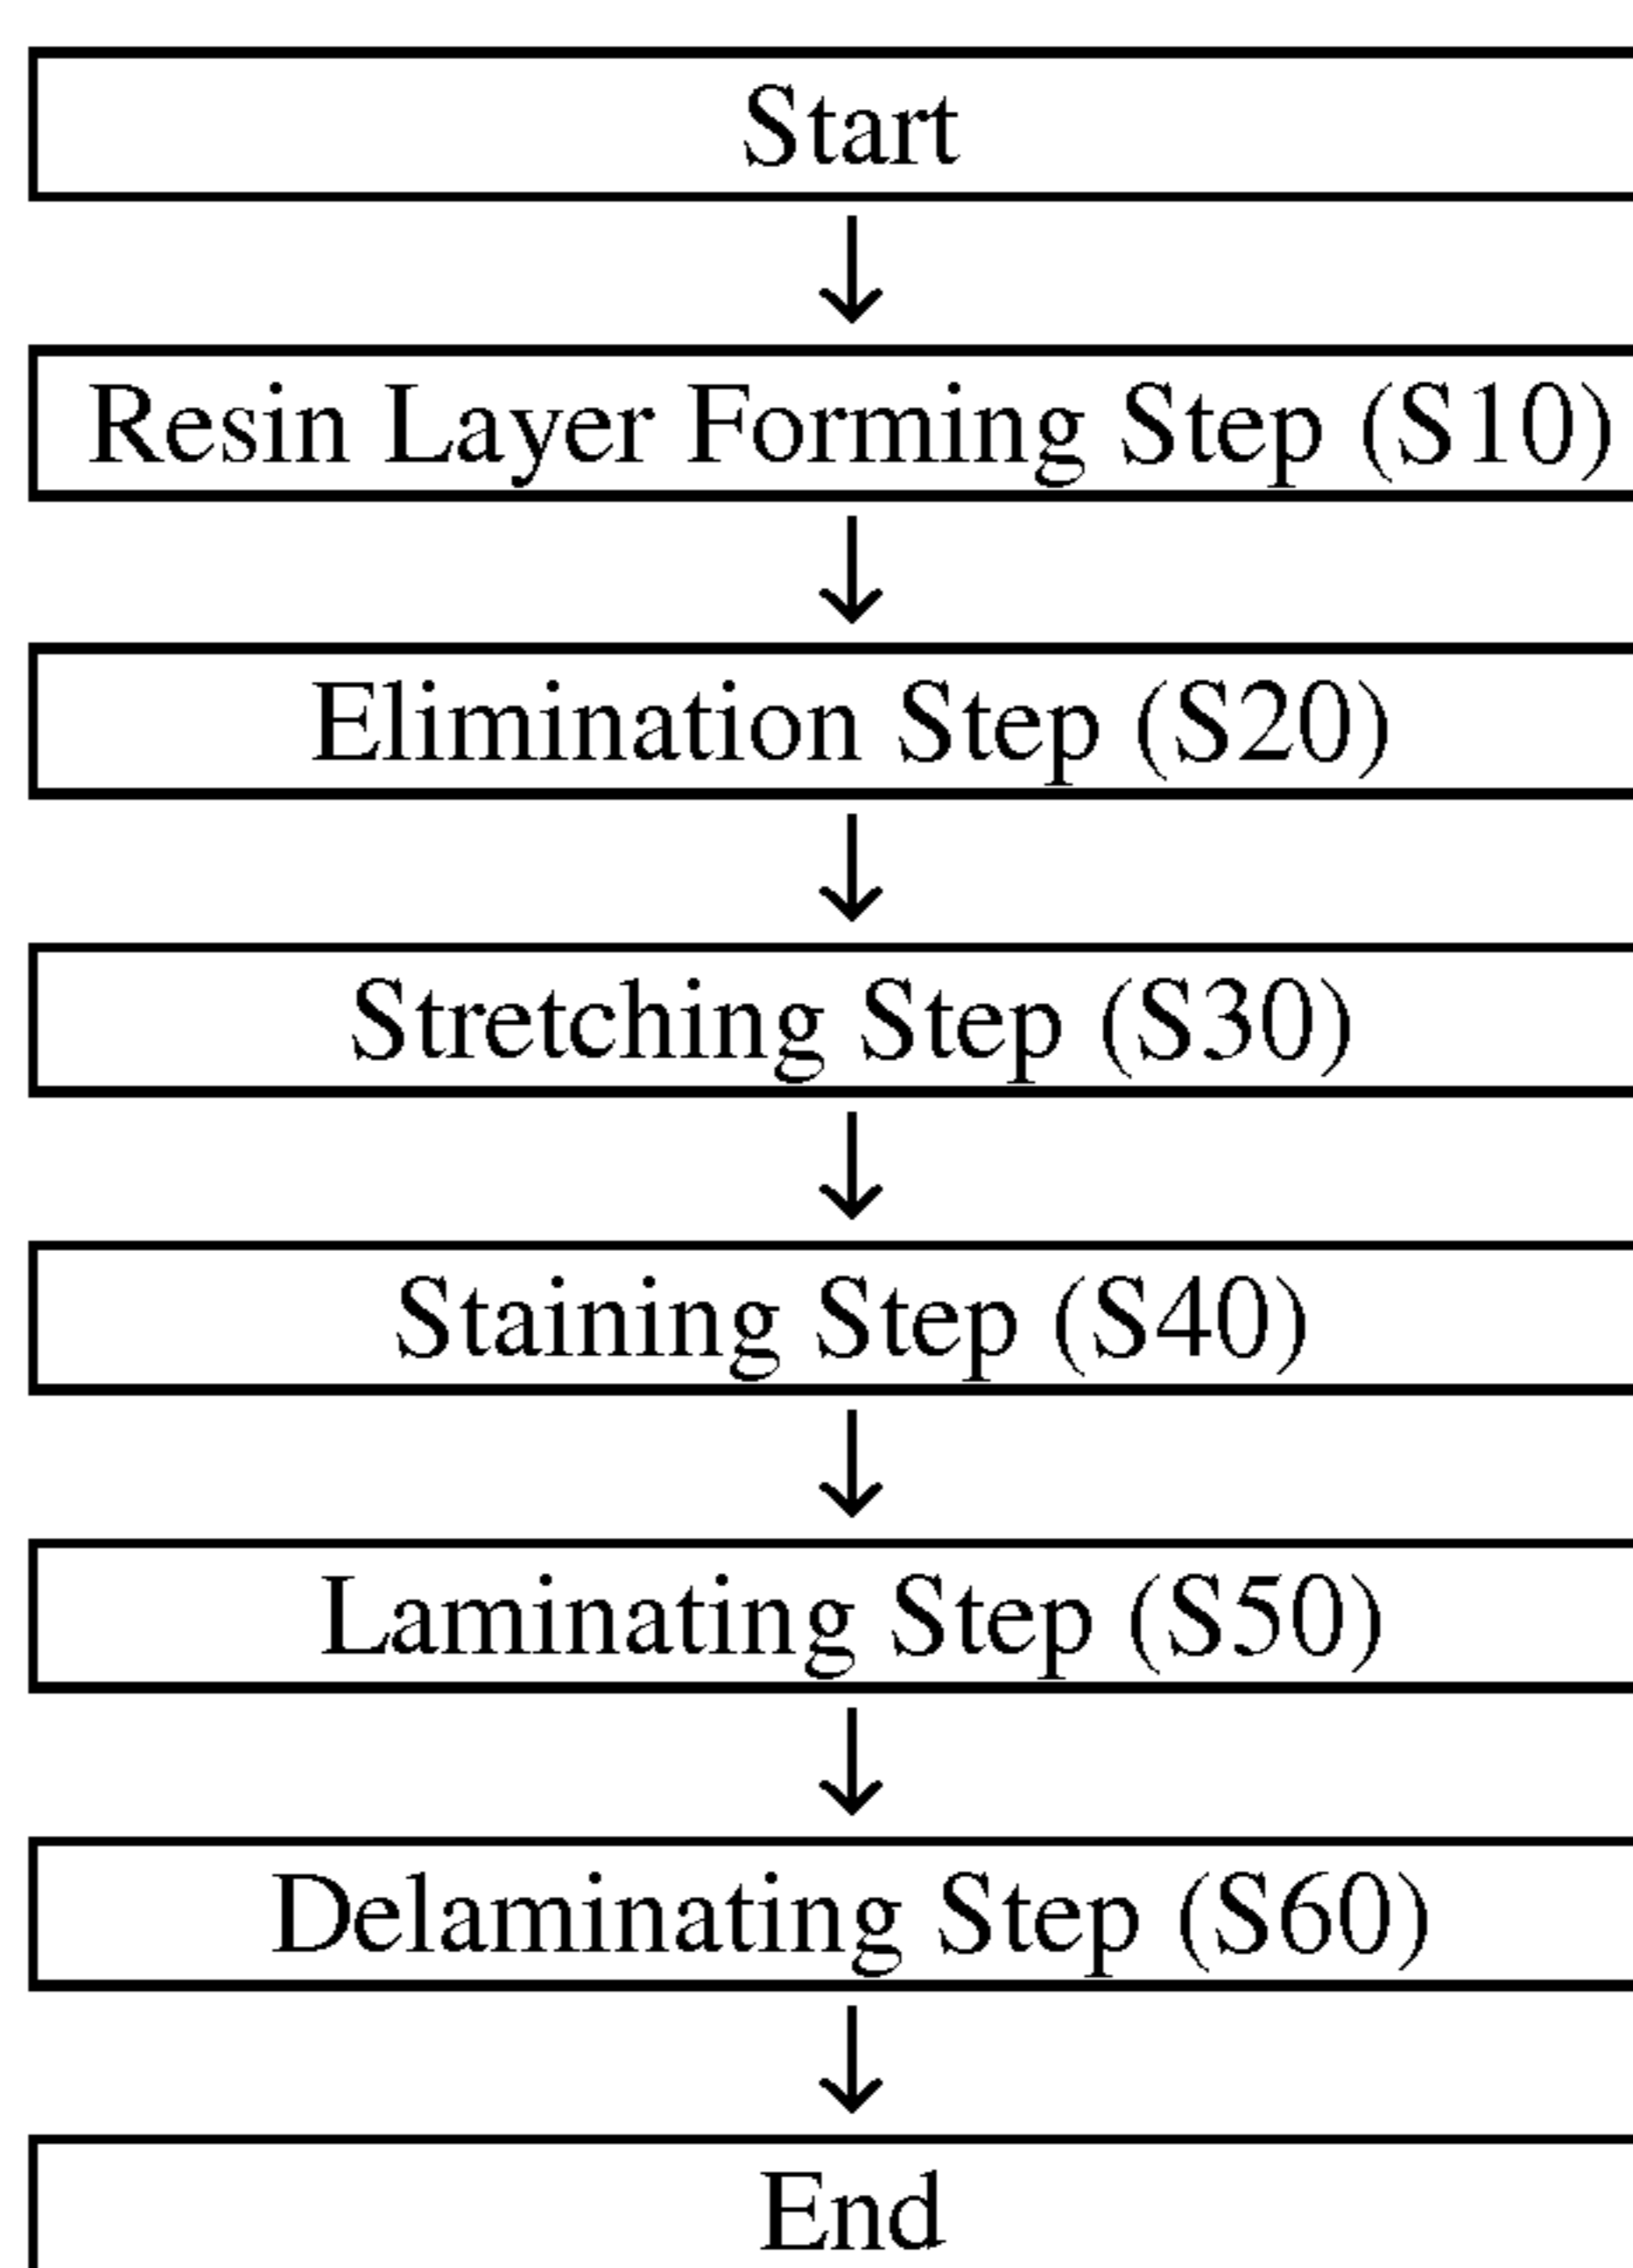 Start
Resin Layer Forming Step (S10)
Elimination Step (S20)
Stretching Step (S30)
Staining Step (S40)
Laminating Step (S50)
Delaminating Step (S60)
End